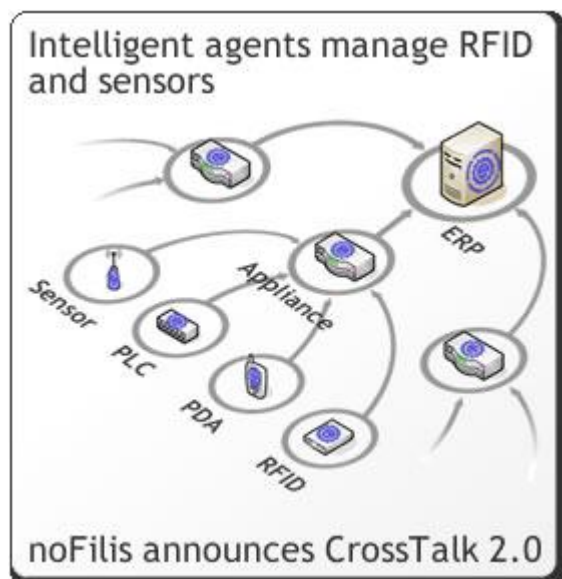 Intelligent agents manage RFID
and sensors
ERP
Appliance
Sensor
PLC
PDA
RFID
noFilis announces CrossTalk 2.0